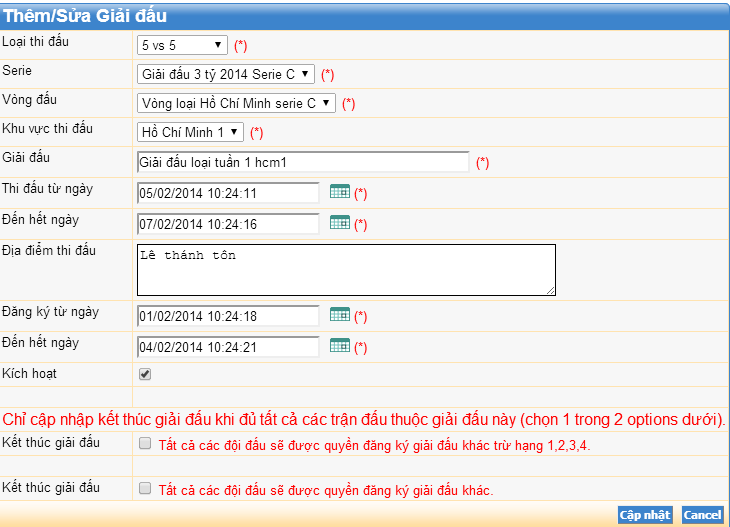 Thêm/Sửa Giải đấu
Loại thi đấu 5 vs 5 (*)
Serie Giải đấu 3 tỷ 2014 Serie C (*)
Vòng đấu Vòng loại Hồ Chí Minh serie C (*)
Khu vực thi đấu Hồ Chí Minh 1 (*)
Giải đấu Giải đấu loại tuần 1 hcm1 (*)
Thi đấu từ ngày 05/02/2014 10:24:11 (*)
Đến hết ngày 07/02/2014 10:24:16 (*)
Địa điểm thi đấu Lê thánh tôn
Đăng ký từ ngày 01/02/2014 10:24:18 (*)
Đến hết ngày 04/02/2014 10:24:21 (*)
Kích hoạt
Chỉ cập nhập kết thúc giải đấu khi đủ tất cả các trận đấu thuộc giải đấu này (chọn 1 trong 2 options dưới).
Kết thúc giải đấu Tất cả các đội đấu sẽ được quyền đăng ký giải đấu khác trừ hạng 1,2,3,4.
Kết thúc giải đấu Tất cả các đội đấu sẽ được quyền đăng ký giải đấu khác.
Cập nhật Cancel